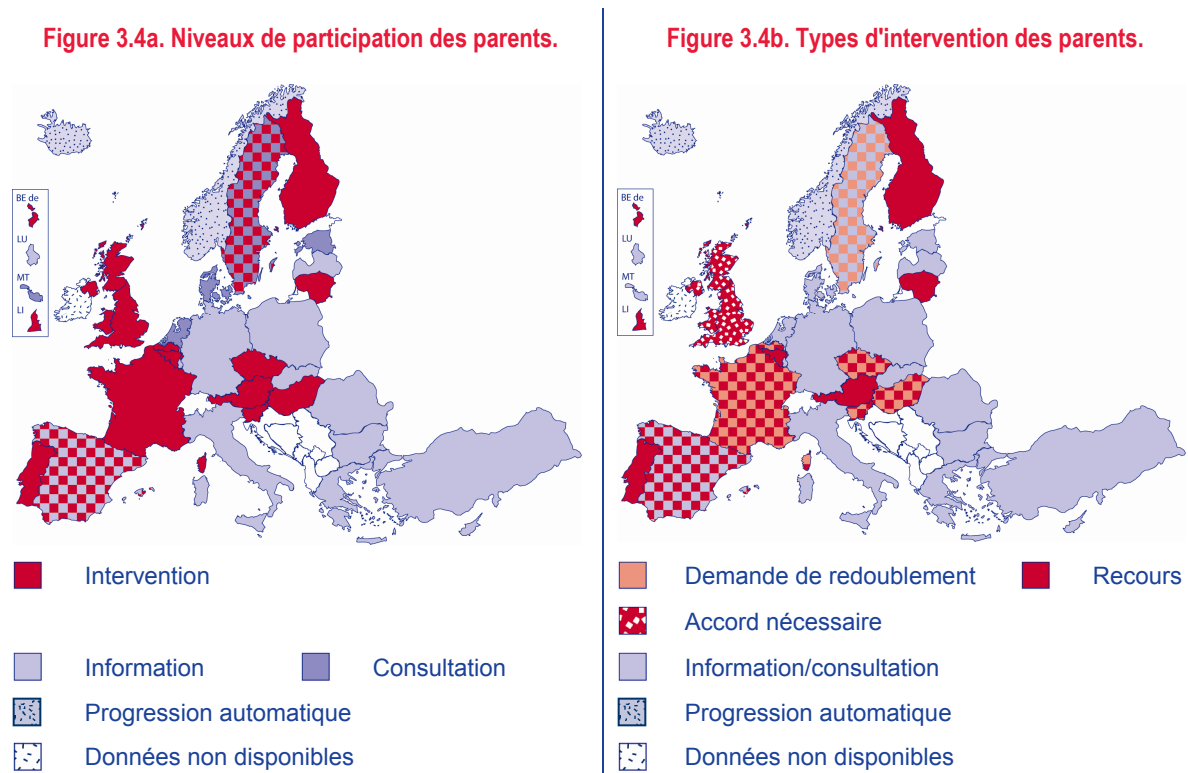 Figure 3.4a. Niveaux de participation des parents.
BE de
LU
MT
LI
Intervention
Information
Consultation
Progression automatique
Données non disponibles
Figure 3.4b. Types d'intervention des parents.
BE de
LU
MT
LI
Demande de redoublement
Recours
Accord nécessaire
Information/consultation
Progression automatique
Données non disponibles